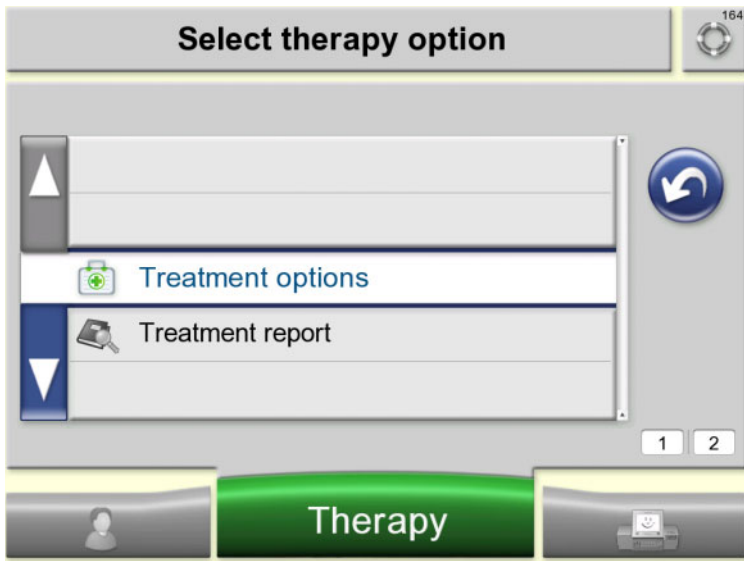 Select therapy option
164
Treatment options
Treatment report
1 2
Therapy